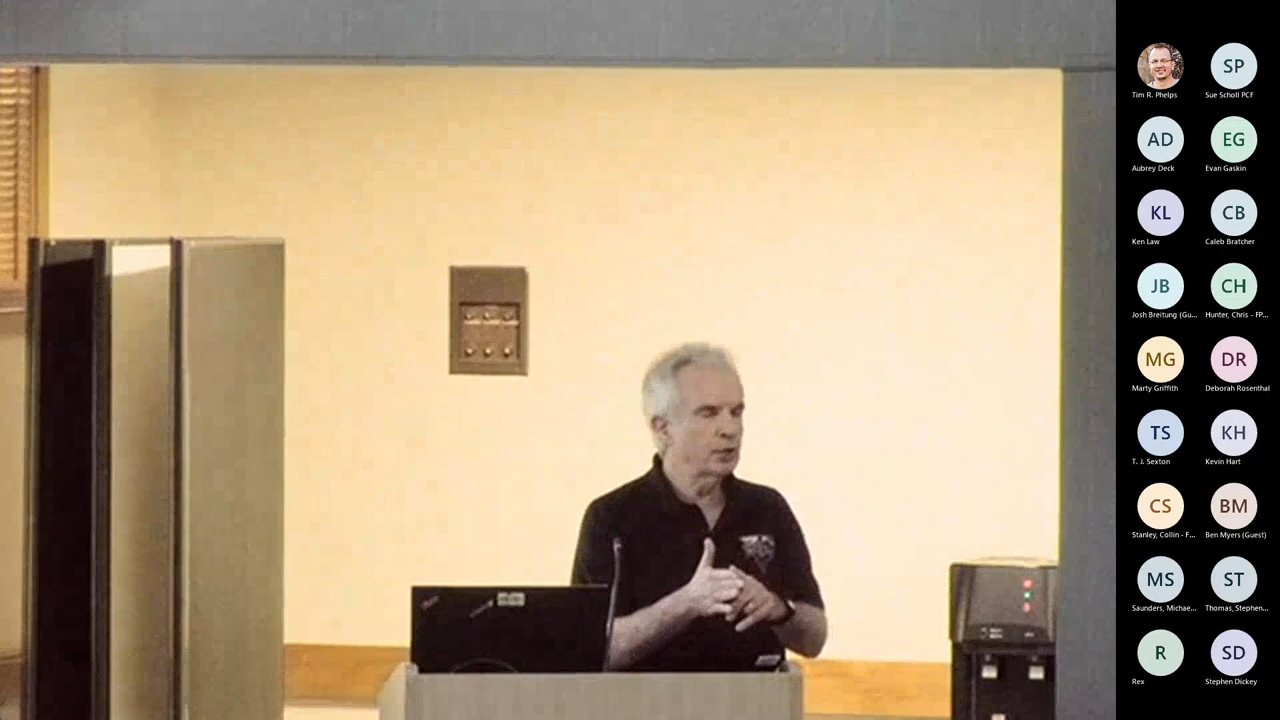 SP
Tim R. Phelps
Sue Scholl PCF
AD
EG
Aubrey Deck
Evan Gaskin
KL
CB
Ken Law
Caleb Bratcher
JB
CH
Josh Breitung (Gu...
Hunter, Chris - FP...
MG
DR
Marty Griffith
Deborah Rosenthal
TS
KH
T. J. Sexton
Kevin Hart
CS
BM
Stanley, Collin - F...
Ben Myers (Guest)
MS
ST
Saunders, Michae...
Thomas, Stephen...
R
SD
Rex
Stephen Dickey